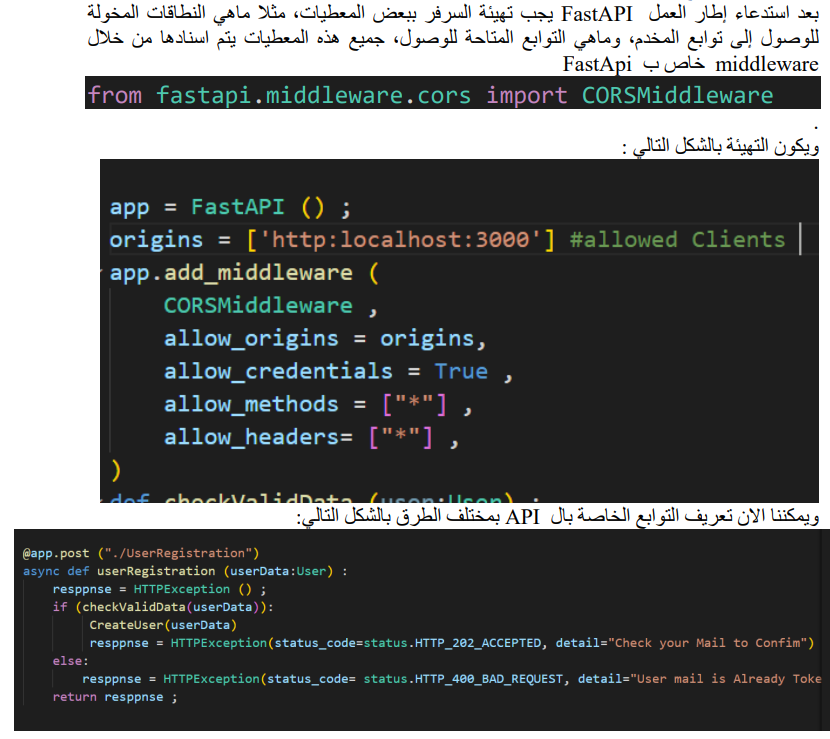 بعد استدعاء إطار العمل FastAPI يجب تهيئة السرفر ببعض المعطيات، مثلا ماهي النطاقات المخولة
للوصول إلى توابع المخدم، وماهي التوابع المتاحة للوصول، جميع هذه المعطيات يتم اسنادها من خلال
middleware خاص ب FastApi
from fastapi.middleware.cors import CORSMiddleware
.
ويكون التهيئة بالشكل التالي :
app = FastAPI () ;
origins = ['http:localhost:3000'] #allowed Clients
app.add_middleware (
    CORSMiddleware ,
    allow_origins = origins,
    allow_credentials = True ,
    allow_methods = ["*"] ,
    allow_headers= ["*"] ,
)
def checkValidData (user:User) :
ويمكننا الان تعريف التوابع الخاصة بال API بمختلف الطرق بالشكل التالي:
@app.post ("./UserRegistration")
async def userRegistration (userData:User) :
    resppnse = HTTPException () ;
    if (checkValidData(userData)):
        CreateUser(userData)
        resppnse = HTTPException(status_code=status.HTTP_202_ACCEPTED, detail="Check your Mail to Confim")
    else:
        resppnse = HTTPException(status_code= status.HTTP_400_BAD_REQUEST, detail="User mail is Already Toke
    return resppnse ;